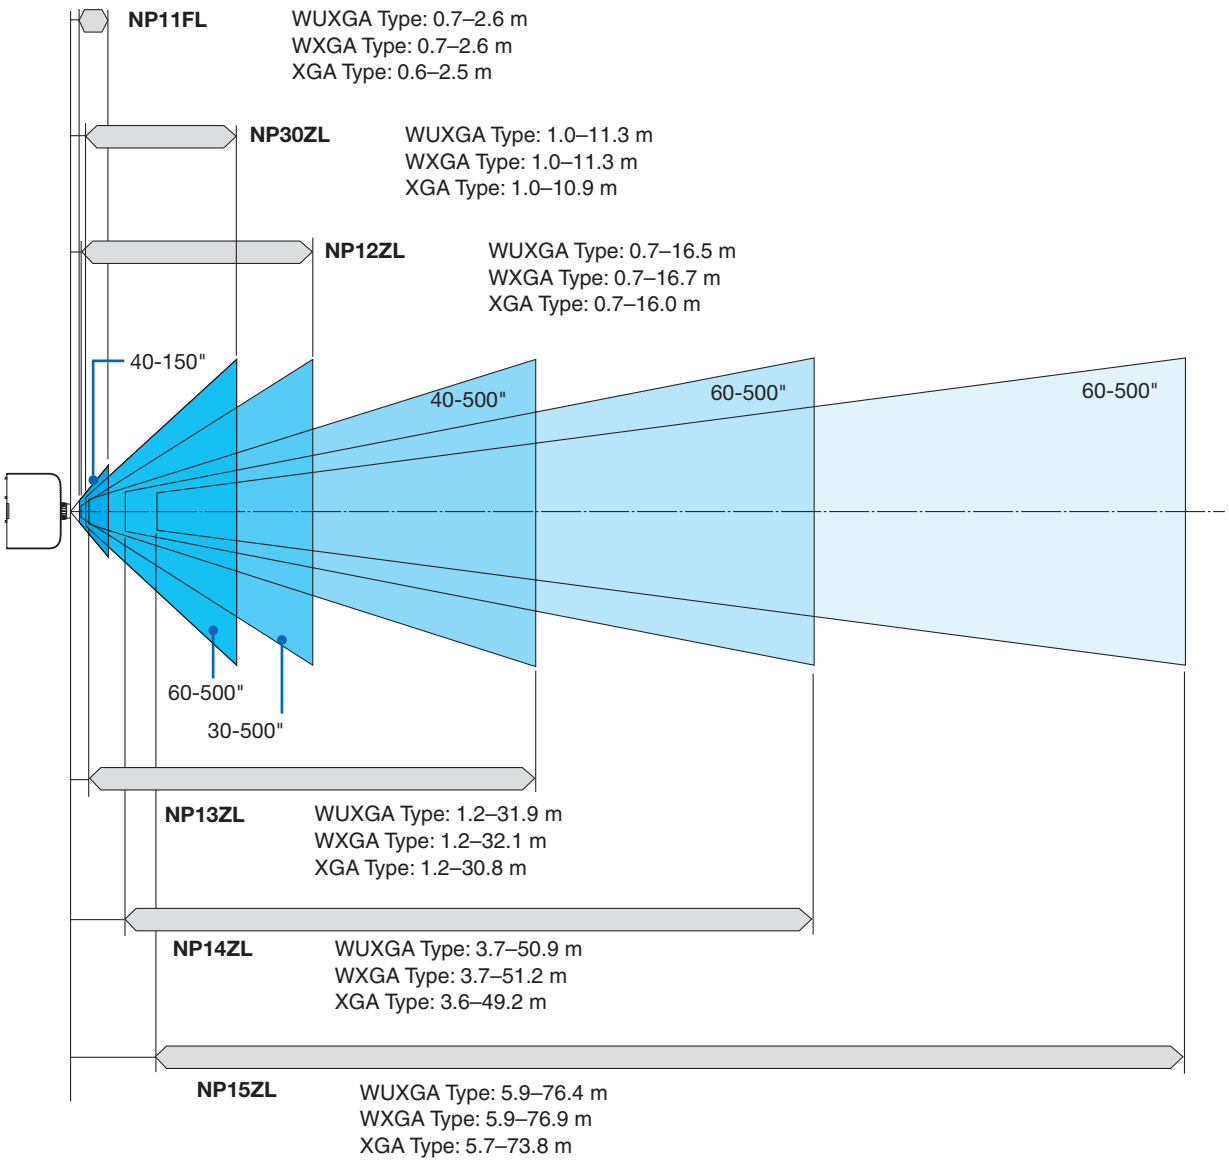 NP11FL
WUXGA Type: 0.7–2.6 m
WXGA Type: 0.7–2.6 m
XGA Type: 0.6–2.5 m
NP30ZL
WUXGA Type: 1.0–11.3 m
WXGA Type: 1.0–11.3 m
XGA Type: 1.0–10.9 m
NP12ZL
WUXGA Type: 0.7–16.5 m
WXGA Type: 0.7–16.7 m
XGA Type: 0.7–16.0 m
40-150"
40-500"
60-500"
60-500"
60-500"
30-500"
NP13ZL
WUXGA Type: 1.2–31.9 m
WXGA Type: 1.2–32.1 m
XGA Type: 1.2–30.8 m
NP14ZL
WUXGA Type: 3.7–50.9 m
WXGA Type: 3.7–51.2 m
XGA Type: 3.6–49.2 m
NP15ZL
WUXGA Type: 5.9–76.4 m
WXGA Type: 5.9–76.9 m
XGA Type: 5.7–73.8 m